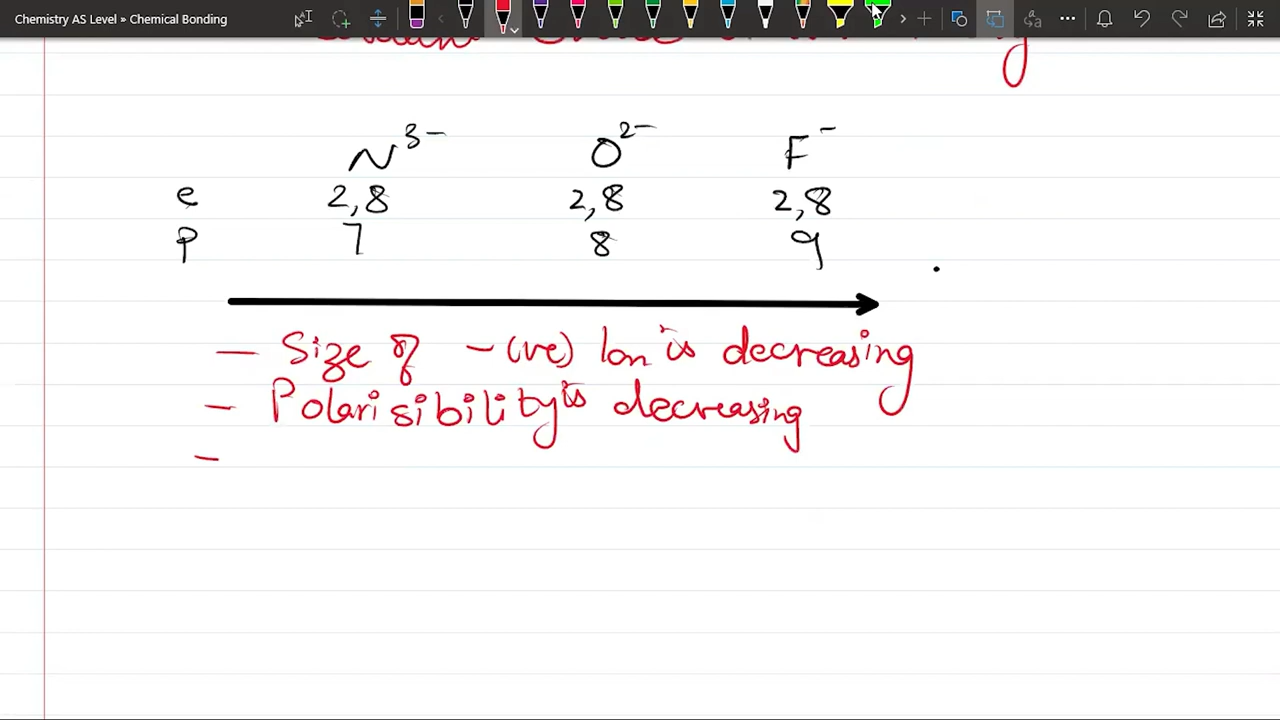 Chemistry AS Level » Chemical Bonding
N³⁻ O²⁻ F⁻
e 2,8 2,8 2,8
P 7 8 9
- Size of -(ve) Ion is decreasing
- Polarisibility is decreasing
-